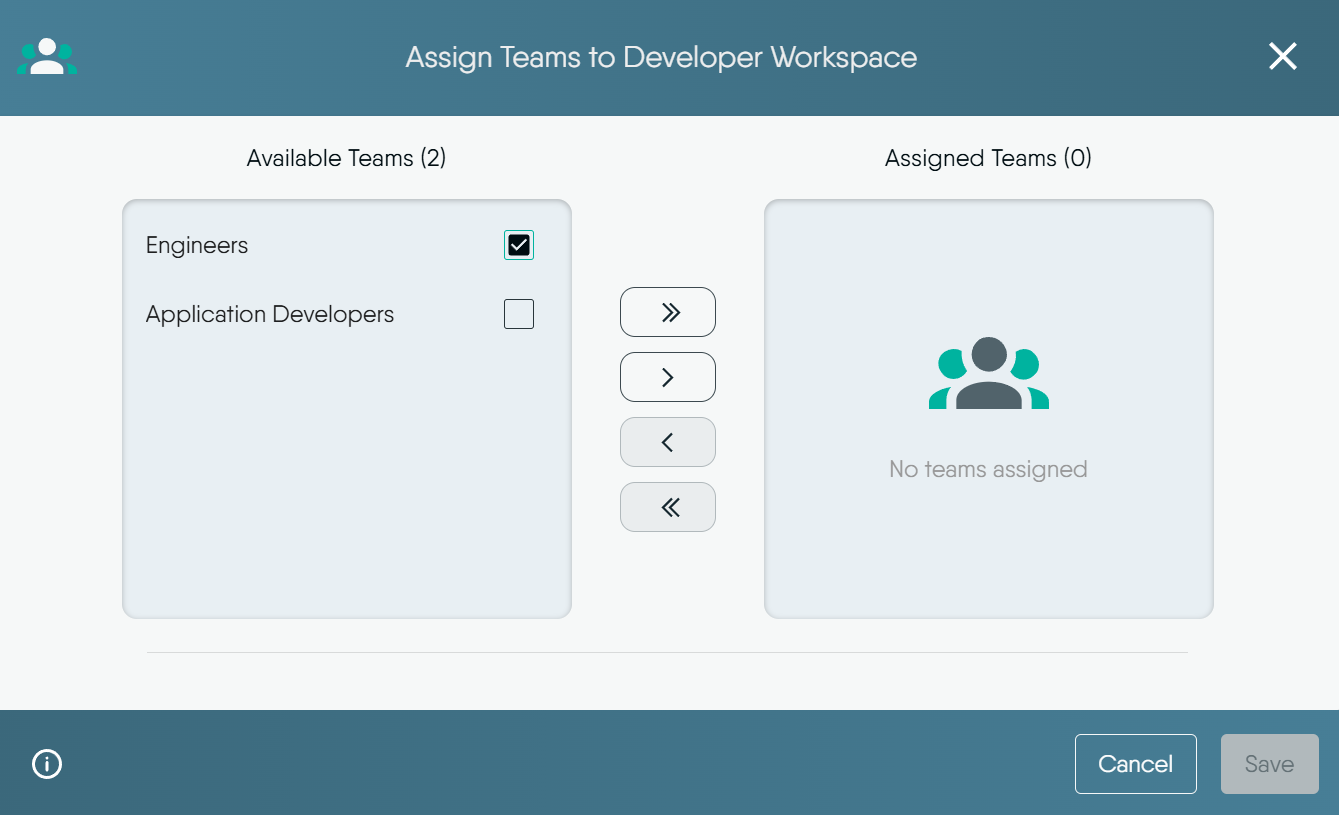 Assign Teams to Developer Workspace
Available Teams (2)
Assigned Teams (0)
Engineers
Application Developers
No teams assigned
Cancel
Save